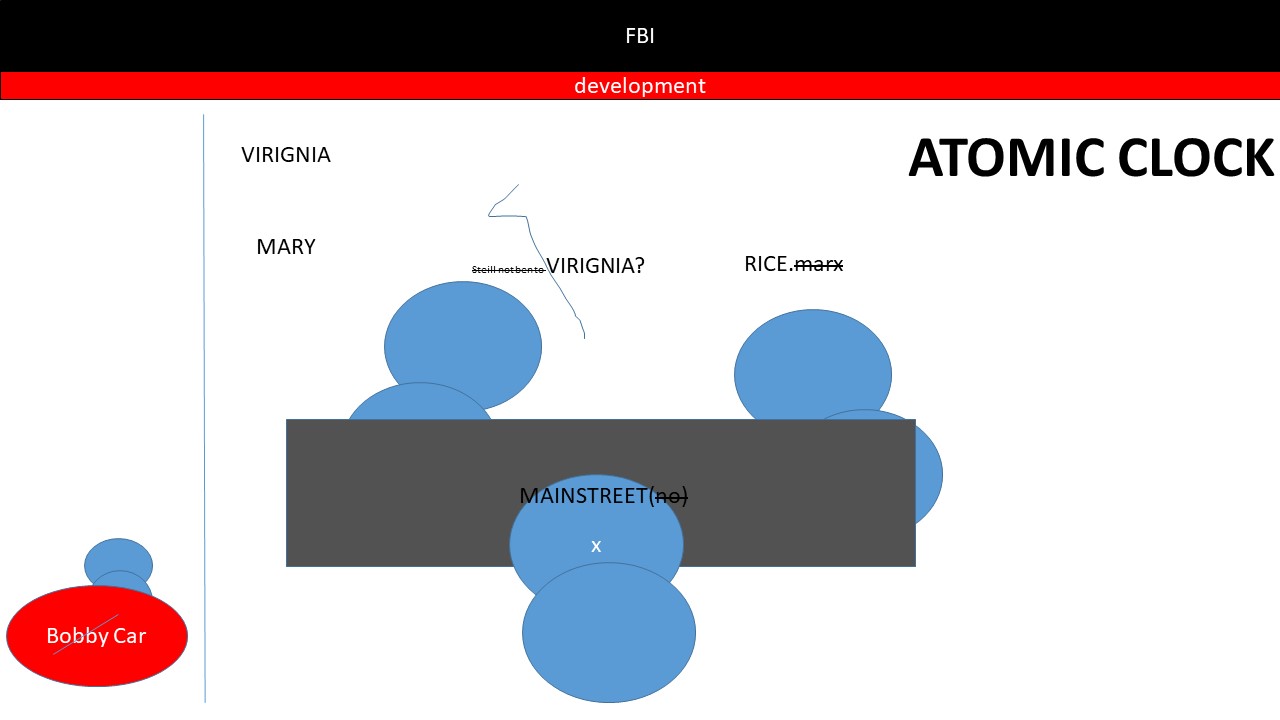 FBI
development
VIRIGNIA
ATOMIC CLOCK
MARY
Steill not ben to VIRIGNIA?
RICE.marx
MAINSTREET(no)
x
Bobby Car